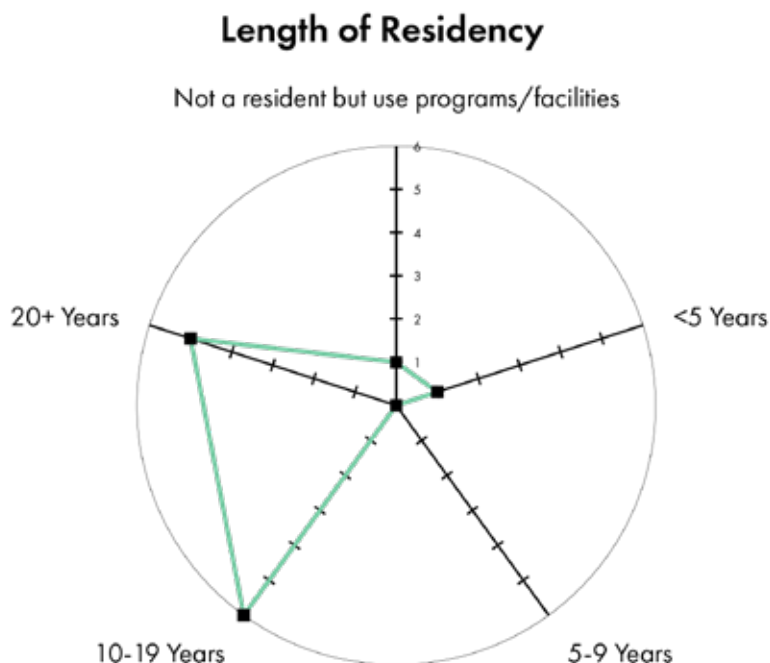 Length of Residency
Not a resident but use programs/facilities
6
5
4
3
2
1
20+ Years
<5 Years
10-19 Years
5-9 Years